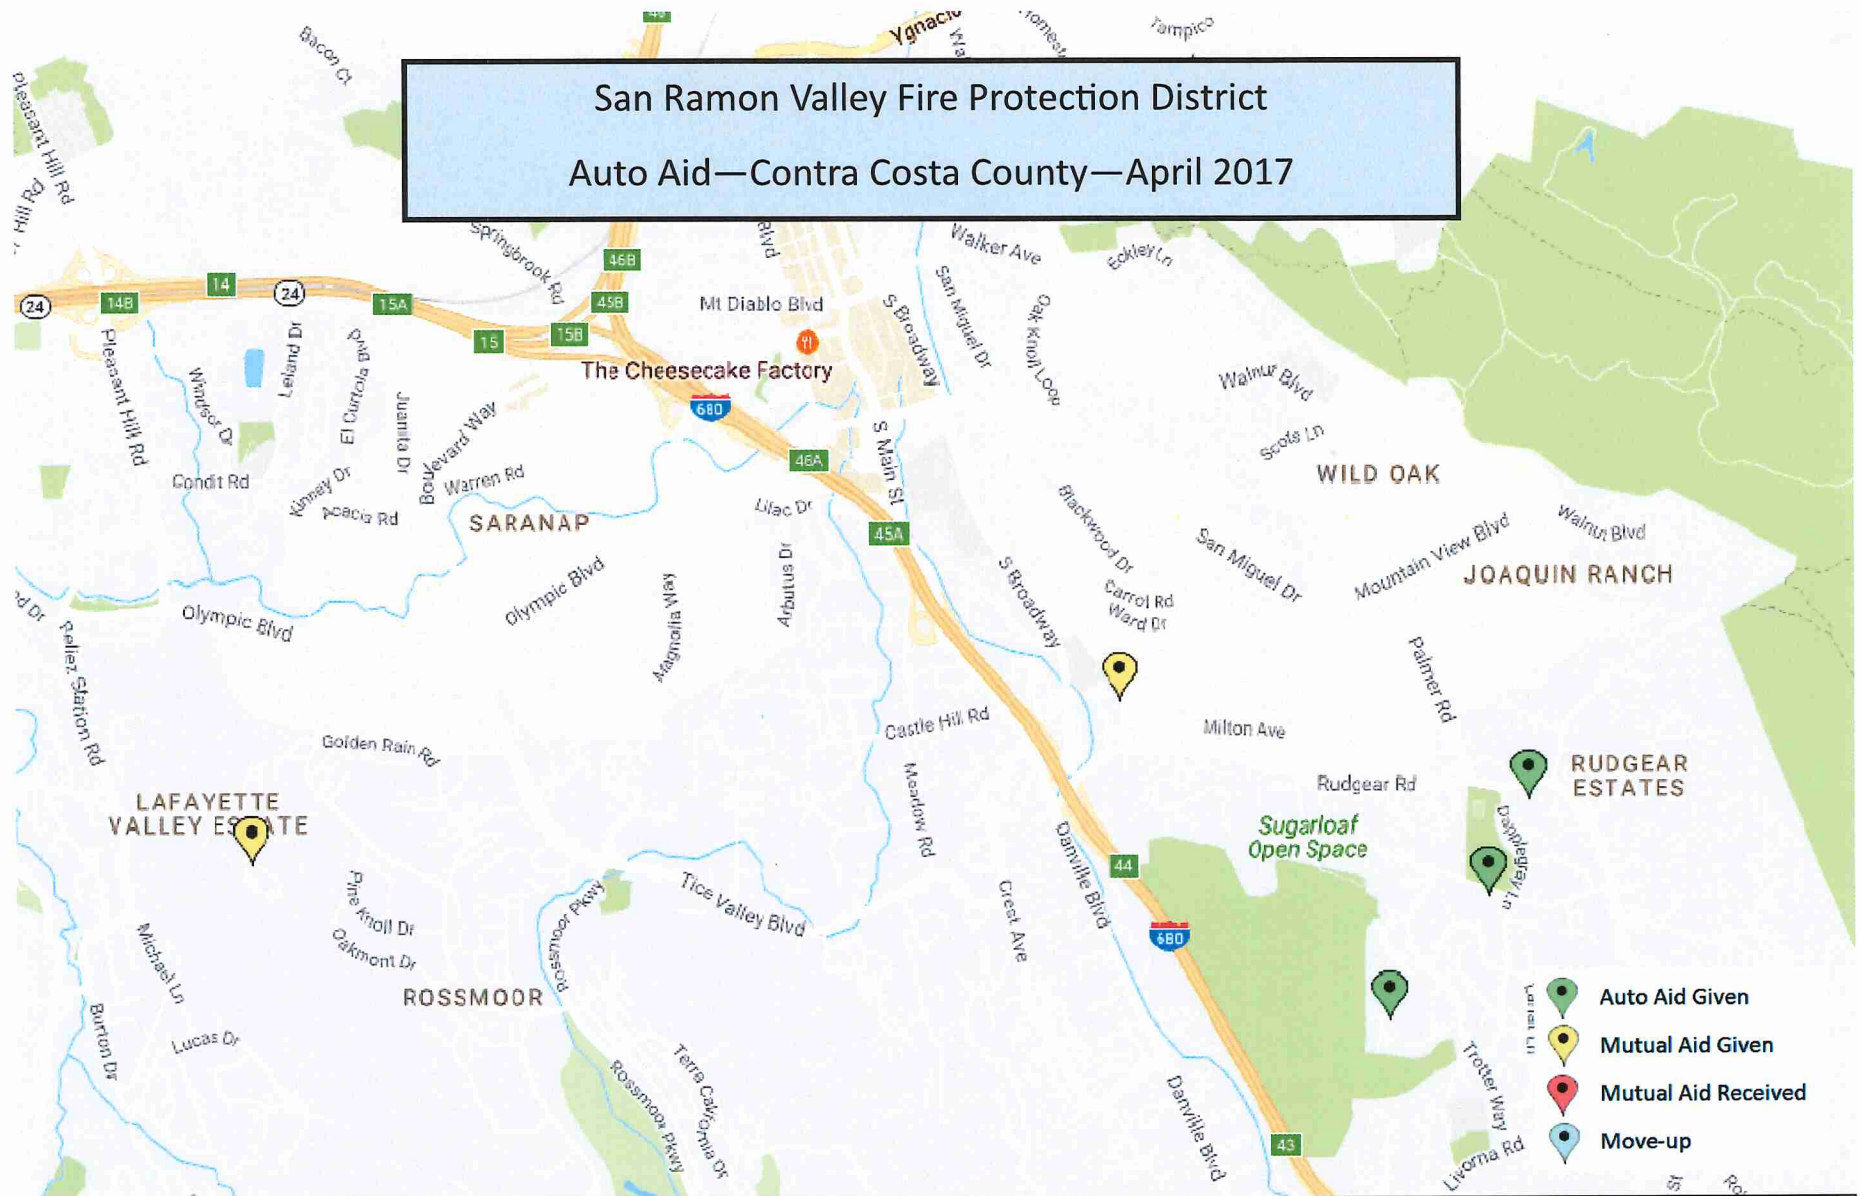 46
Ygnacio
Tampico
Bacon Ct
San Ramon Valley Fire Protection District
Auto Aid—Contra Costa County—April 2017
Pleasant Hill Rd
Hill Rd
Springbrook Rd
Blvd
Walker Ave
Eckley Ln
46B
14
24
24
14B
15A
45B
Mt Diablo Blvd
S Broadway
San Miguel Dr
Oak Knoll Loop
15
15B
The Cheesecake Factory
Pleasant Hill Rd
Windsor Dr
Leland Dr
El Curtola Blvd
Juanita Dr
Boulevard Way
680
Walnut Blvd
Scots Ln
WILD OAK
S Main St
46A
Condit Rd
Kinney Dr
Acacia Rd
Warren Rd
SARANAP
Lilac Dr
45A
Blackwood Dr
San Miguel Dr
Mountain View Blvd
Walnut Blvd
JOAQUIN RANCH
Olympic Blvd
Olympic Blvd
Magnolia Way
Arbutus Dr
S Broadway
Carrol Rd
Ward Dr
Palmer Rd
Reliez Station Rd
Golden Rain Rd
Castle Hill Rd
Milton Ave
Rudgear Rd
RUDGEAR
ESTATES
LAFAYETTE
VALLEY ESTATE
Meadow Rd
Danville Blvd
Sugarloaf
Open Space
Dapplegray Ln
44
Pine Knoll Dr
Oakmont Dr
Rossmoor Pkwy
Tice Valley Blvd
Crest Ave
680
Michael Ln
ROSSMOOR
Burton Dr
Lucas Dr
Terra California Dr
Rossmoor Pkwy
Danville Blvd
43
Trotter Way
Livorna Rd
Auto Aid Given
Mutual Aid Given
Mutual Aid Received
Move-up
St